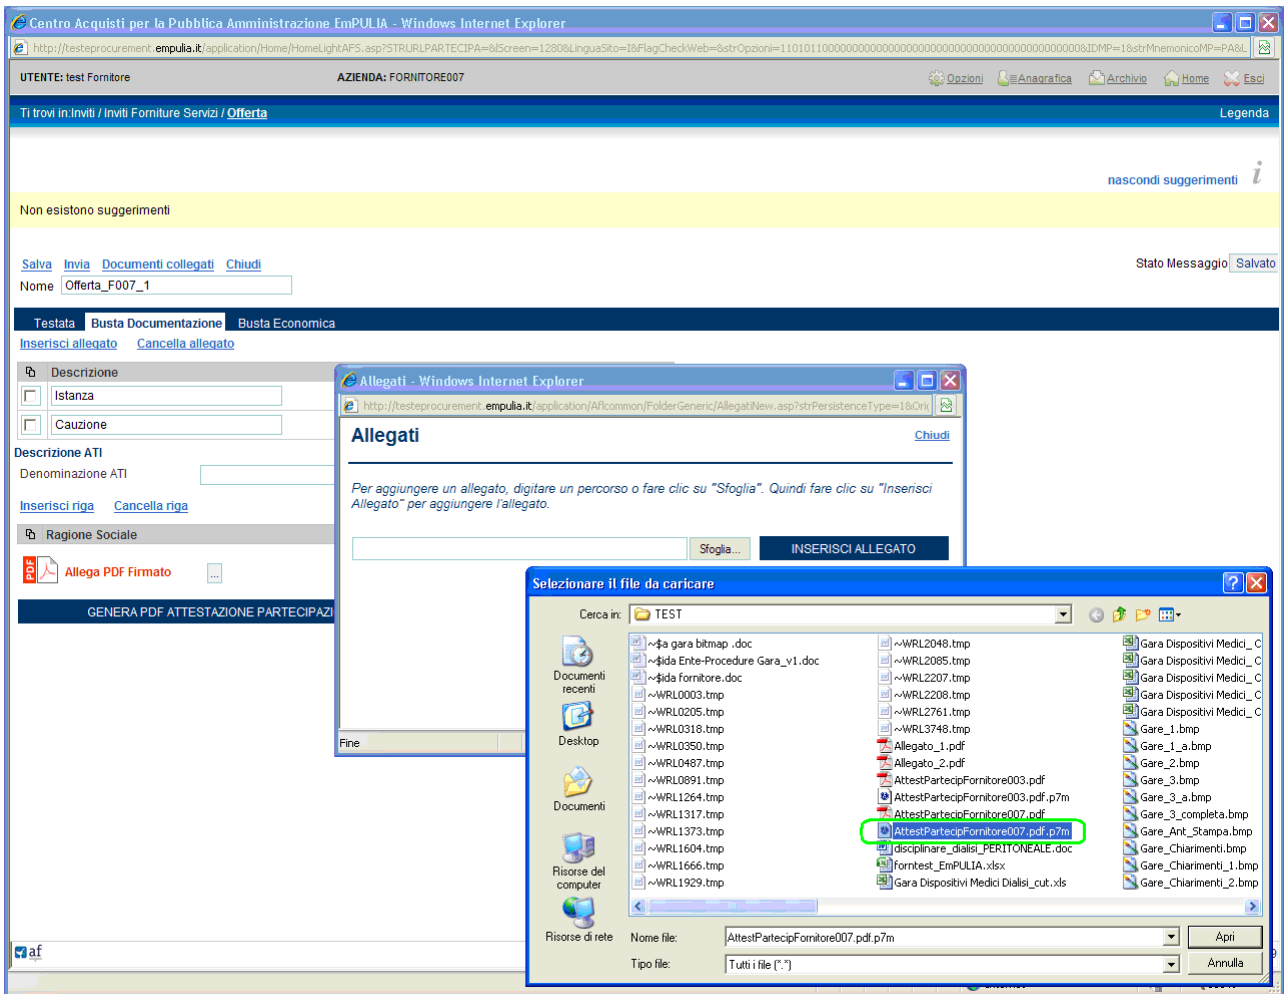 Centro Acquisti per la Pubblica Amministrazione EmPULIA - Windows Internet Explorer
http://testeprocurement.empulia.it/application/Home/HomeLightAFS.asp?STRURLPARTECIPA=&lScreen=1280&LinguaSito=I&FlagCheckWeb=&strOpzioni=
UTENTE: test Fornitore AZIENDA: FORNITORE007 Opzioni Anagrafica Archivio Home Esci
Ti trovi in:Inviti / Inviti Forniture Servizi / Offerta Legenda
nascondi suggerimenti i
Non esistono suggerimenti
Salva Invia Documenti collegati Chiudi Stato Messaggio Salvato
Nome Offerta_F007_1
Testata Busta Documentazione Busta Economica
Inserisci allegato Cancella allegato
Descrizione
Istanza
Cauzione
Descrizione ATI
Denominazione ATI
Inserisci riga Cancella riga
Ragione Sociale
PDF Allega PDF Firmato ...
GENERA PDF ATTESTAZIONE PARTECIPAZI
af
Allegati - Windows Internet Explorer
http://testeprocurement.empulia.it/application/Aflcommon/FolderGeneric/AllegatiNew.asp?strPersistenceType=1&Ori
Allegati Chiudi
Per aggiungere un allegato, digitare un percorso o fare clic su "Sfoglia". Quindi fare clic su "Inserisci
Allegato" per aggiungere l'allegato.
Sfoglia... INSERISCI ALLEGATO
Fine
Selezionare il file da caricare
Cerca in: TEST
Documenti recenti
Desktop
Documenti
Risorse del computer
Risorse di rete
~$a gara bitmap .doc
~$ida Ente-Procedure Gara_v1.doc
~$ida fornitore.doc
~WRL0003.tmp
~WRL0205.tmp
~WRL0318.tmp
~WRL0350.tmp
~WRL0487.tmp
~WRL0891.tmp
~WRL1264.tmp
~WRL1317.tmp
~WRL1373.tmp
~WRL1604.tmp
~WRL1666.tmp
~WRL1929.tmp
~WRL2048.tmp
~WRL2085.tmp
~WRL2207.tmp
~WRL2208.tmp
~WRL2761.tmp
~WRL3748.tmp
Allegato_1.pdf
Allegato_2.pdf
AttestPartecipFornitore003.pdf
AttestPartecipFornitore003.pdf.p7m
AttestPartecipFornitore007.pdf
AttestPartecipFornitore007.pdf.p7m
disciplinare_dialisi_PERITONEALE.doc
forntest_EmPULIA.xlsx
Gara Dispositivi Medici Dialisi_cut.xls
Gara Dispositivi Medici_ C
Gara Dispositivi Medici_ C
Gara Dispositivi Medici_ C
Gara Dispositivi Medici_ C
Gara Dispositivi Medici_ C
Gare_1.bmp
Gare_1_a.bmp
Gare_2.bmp
Gare_3.bmp
Gare_3_a.bmp
Gare_3_completa.bmp
Gare_Ant_Stampa.bmp
Gare_Chiarimenti.bmp
Gare_Chiarimenti_1.bmp
Gare_Chiarimenti_2.bmp
Nome file: AttestPartecipFornitore007.pdf.p7m Apri
Tipo file: Tutti i file (*.*) Annulla